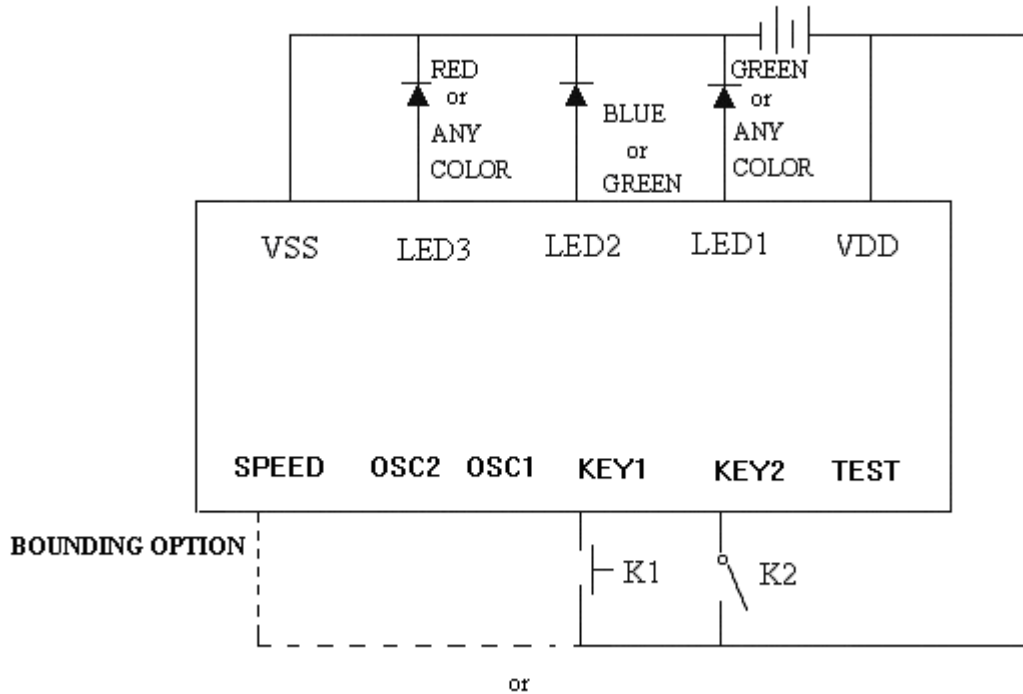 RED
or
ANY
COLOR
BLUE
or
GREEN
GREEN
or
ANY
COLOR
VSS LED3 LED2 LED1 VDD
SPEED OSC2 OSC1 KEY1 KEY2 TEST
BOUNDING OPTION
K1 K2
or